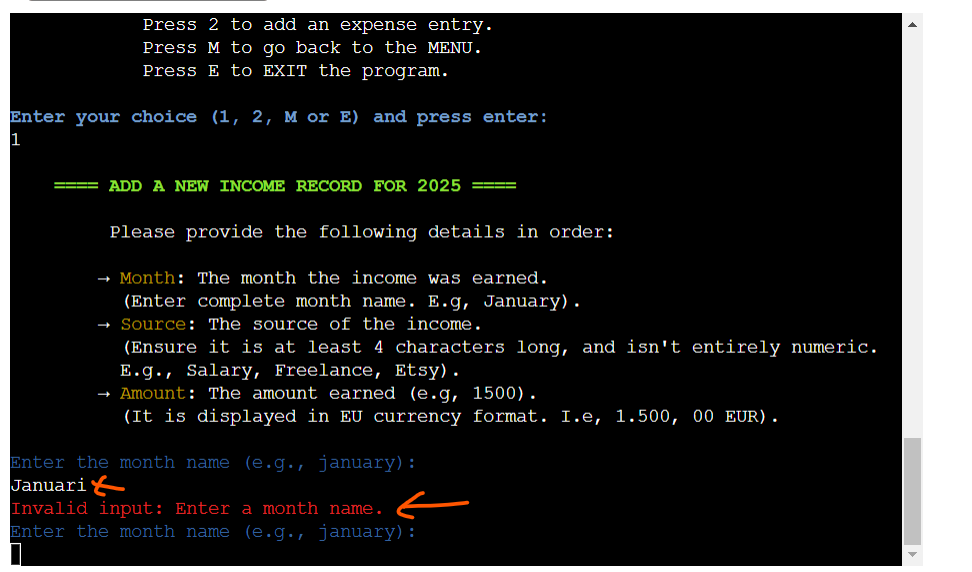 Press 2 to add an expense entry.
Press M to go back to the MENU.
Press E to EXIT the program.
Enter your choice (1, 2, M or E) and press enter:
1
==== ADD A NEW INCOME RECORD FOR 2025 ====
Please provide the following details in order:
→ Month: The month the income was earned.
(Enter complete month name. E.g, January).
→ Source: The source of the income.
(Ensure it is at least 4 characters long, and isn't entirely numeric.
E.g., Salary, Freelance, Etsy).
→ Amount: The amount earned (e.g, 1500).
(It is displayed in EU currency format. I.e, 1.500, 00 EUR).
Enter the month name (e.g., january):
Januari
Invalid input: Enter a month name.
Enter the month name (e.g., january):